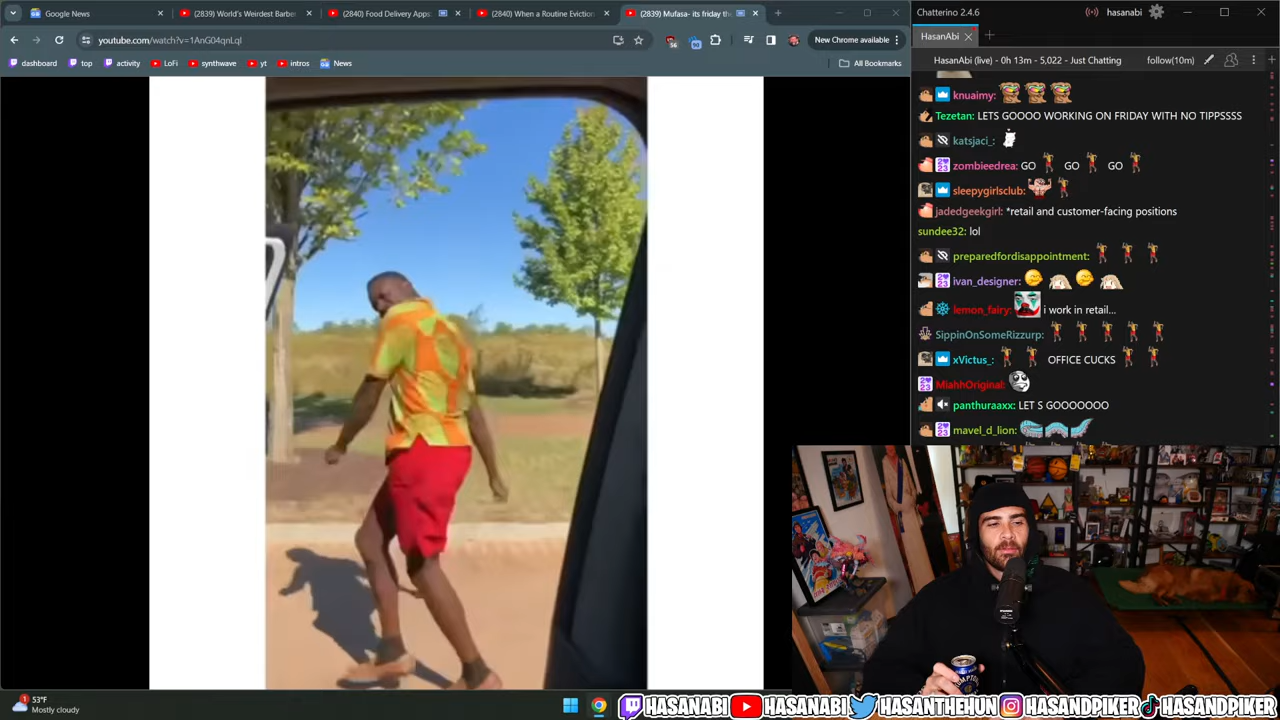 Google News
(2839) World's Weirdest Barbe
(2840) Food Delivery Apps:
(2840) When a Routine Eviction
(2839) Mufasa- its friday the
youtube.com/watch?v=1AnG04qnLqI
56
90
New Chrome available
dashboard
top
activity
LoFi
synthwave
yt
intros
News
All Bookmarks
Chatterino 2.4.6
hasanabi
HasanAbi
HasanAbi (live) - 0h 13m - 5,022 - Just Chatting
follow(10m)
knuaimy:
Tezetan: LETS GOOOO WORKING ON FRIDAY WITH NO TIPPSSSS
katsjaci_:
zombieedrea: GO GO GO
sleepygirlsclub:
jadedgeekgirl: *retail and customer-facing positions
sundee32: lol
preparedfordisappointment:
ivan_designer:
lemon_fairy: i work in retail...
SippinOnSomeRizzurp:
xVictus_: OFFICE CUCKS
MiahhOriginal:
panthuraaxx: LET S GOOOOOOO
mavel_d_lion:
1
53°F
Mostly cloudy
HASANABI
HASANABI
HASANTHEHUN
HASANDPIKER
HASANDPIKER